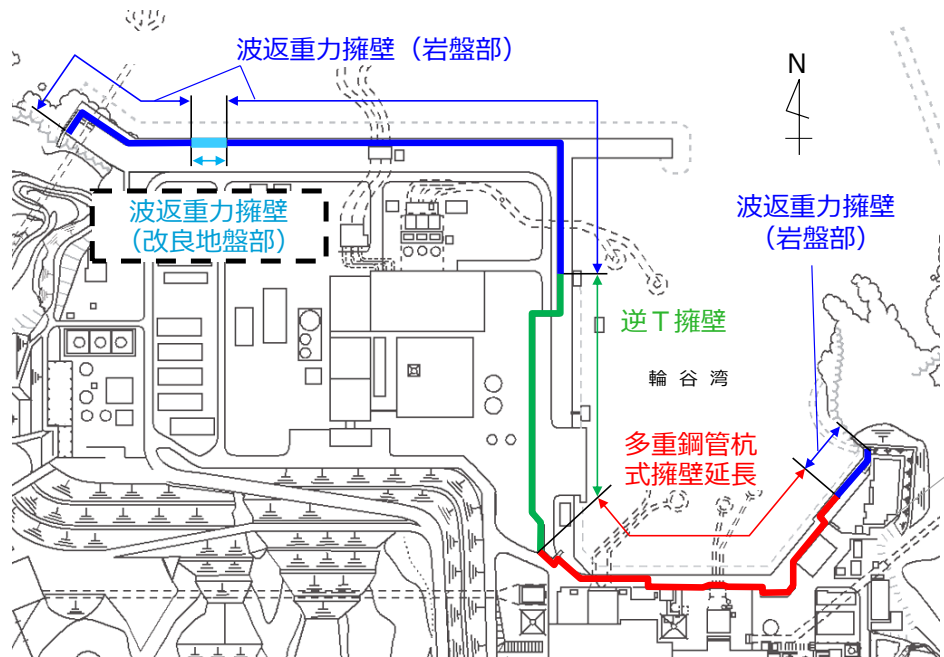 波返重力擁壁（岩盤部）
N
波返重力擁壁
（改良地盤部）
波返重力擁壁
（岩盤部）
逆Ｔ擁壁
輪谷湾
多重鋼管杭
式擁壁延長